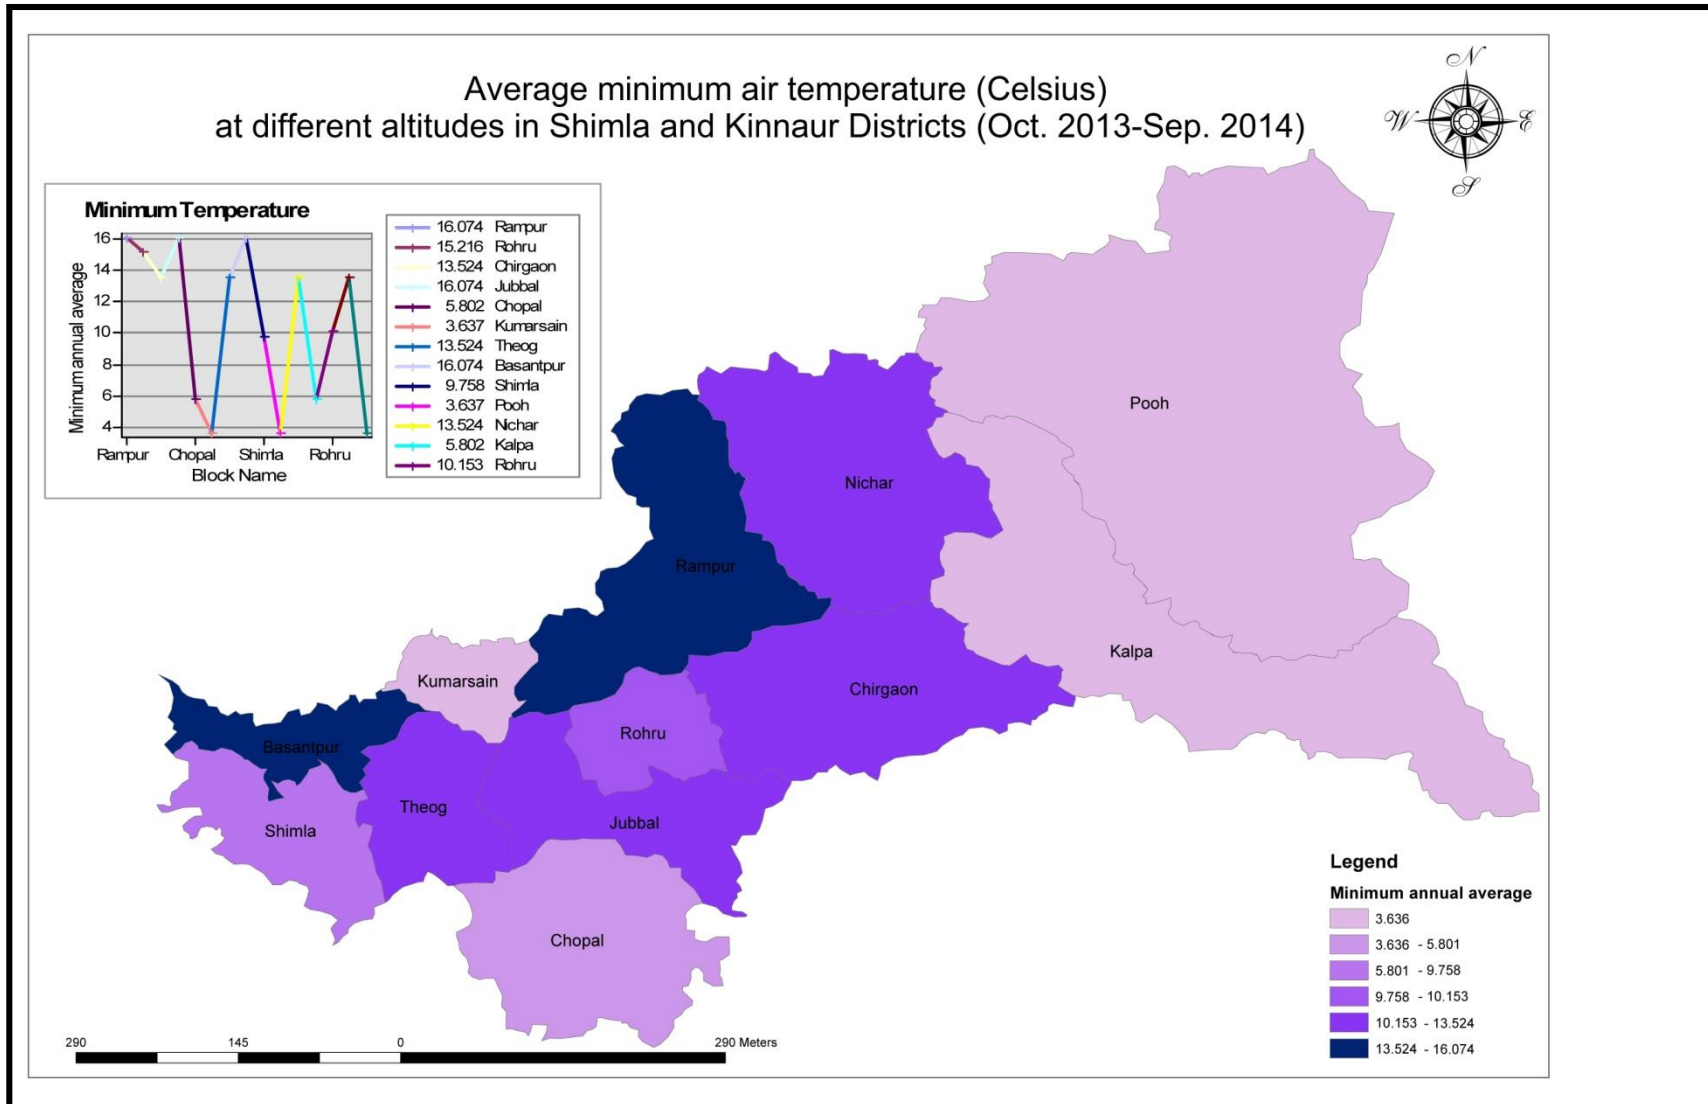 Average minimum air temperature (Celsius)
at different altitudes in Shimla and Kinnaur Districts (Oct. 2013-Sep. 2014)
N
W
E
S
Minimum Temperature
Minimum annual average
16
14
12
10
8
6
4
Rampur
Chopal
Shimla
Rohru
Block Name
16.074 Rampur
15.216 Rohru
13.524 Chirgaon
16.074 Jubbal
5.802 Chopal
3.637 Kumarsain
13.524 Theog
16.074 Basantpur
9.758 Shimla
3.637 Pooh
13.524 Nichar
5.802 Kalpa
10.153 Rohru
Pooh
Nichar
Rampur
Kalpa
Kumarsain
Chirgaon
Rohru
Basantpur
Theog
Jubbal
Shimla
Chopal
Legend
Minimum annual average
3.636
3.636 - 5.801
5.801 - 9.758
9.758 - 10.153
10.153 - 13.524
13.524 - 16.074
290 145 0 290 Meters